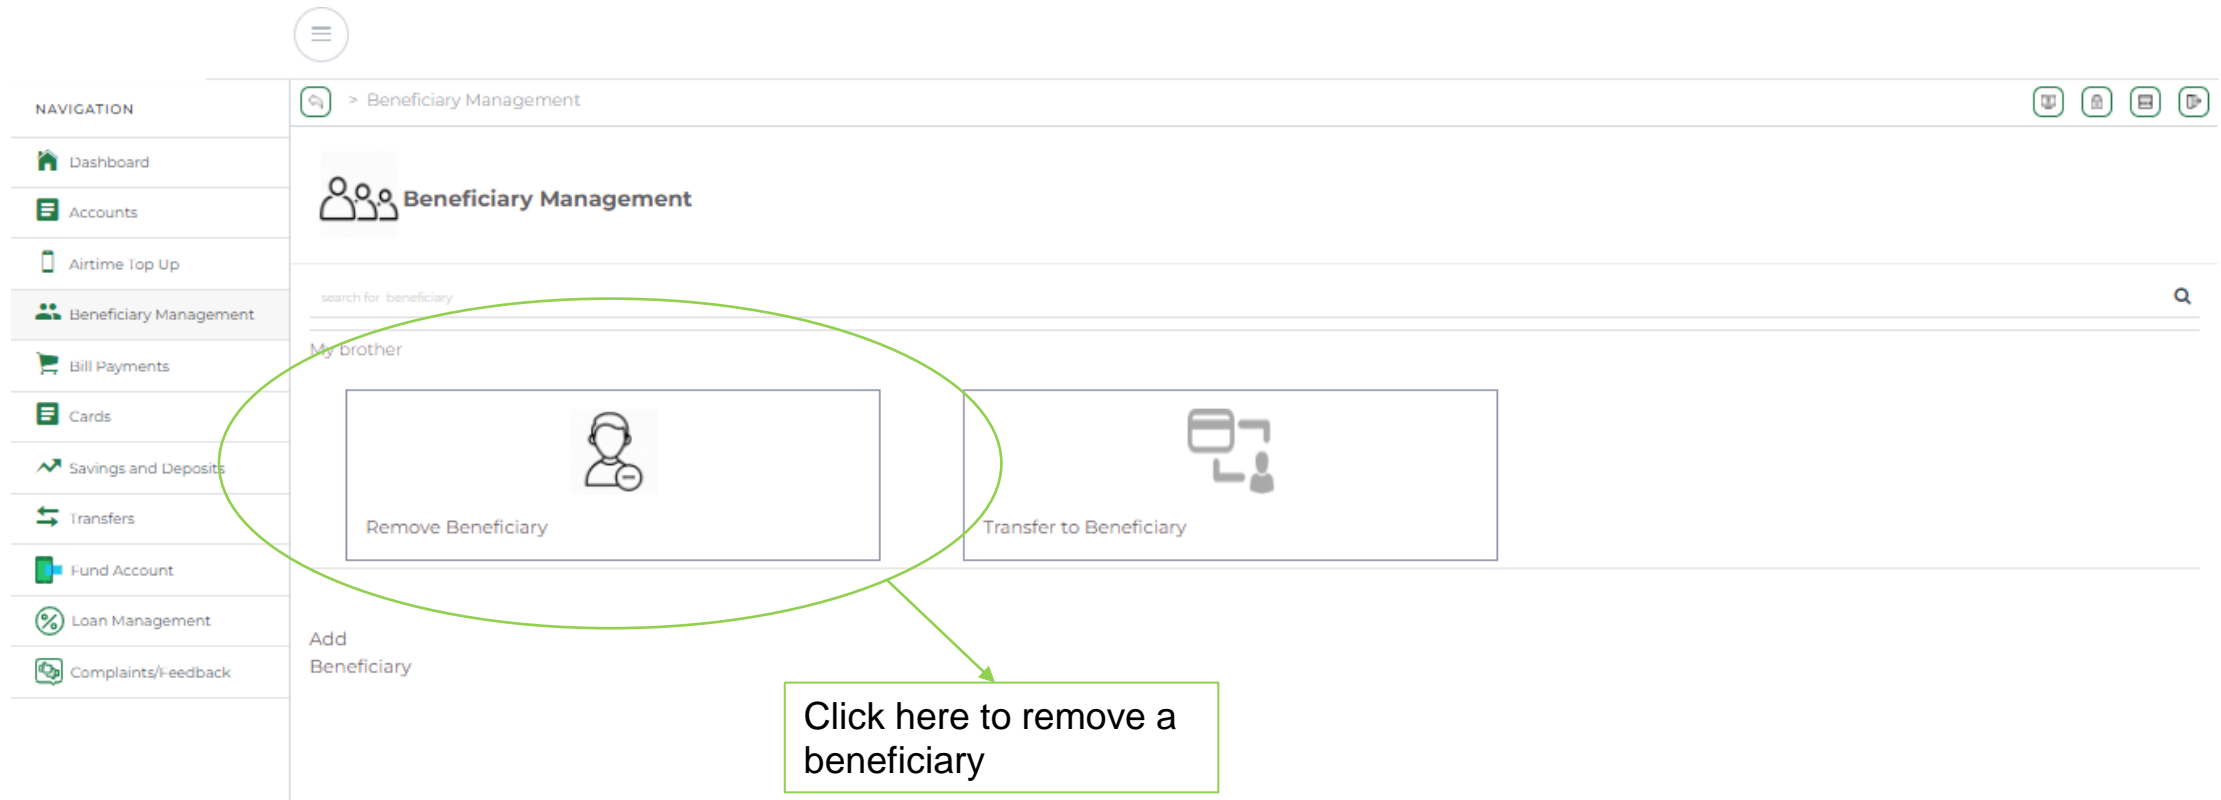 NAVIGATION
> Beneficiary Management
Dashboard
Accounts
Airtime Top Up
Beneficiary Management
Bill Payments
Cards
Savings and Deposits
Transfers
Fund Account
Loan Management
Complaints/Feedback
Beneficiary Management
search for beneficiary
My brother
Remove Beneficiary
Transfer to Beneficiary
Add
Beneficiary
Click here to remove a
beneficiary